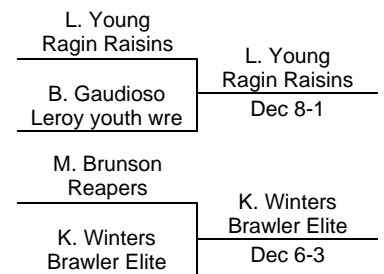 L. Young
Ragin Raisins
L. Young
Ragin Raisins
B. Gaudioso
Leroy youth wre
Dec 8-1
M. Brunson
Reapers
K. Winters
Brawler Elite
K. Winters
Brawler Elite
Dec 6-3